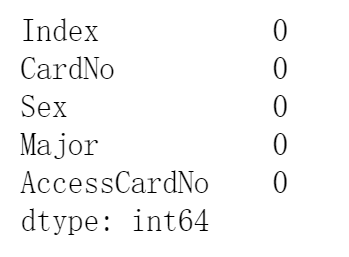 Index 0
CardNo 0
Sex 0
Major 0
AccessCardNo 0
dtype: int64